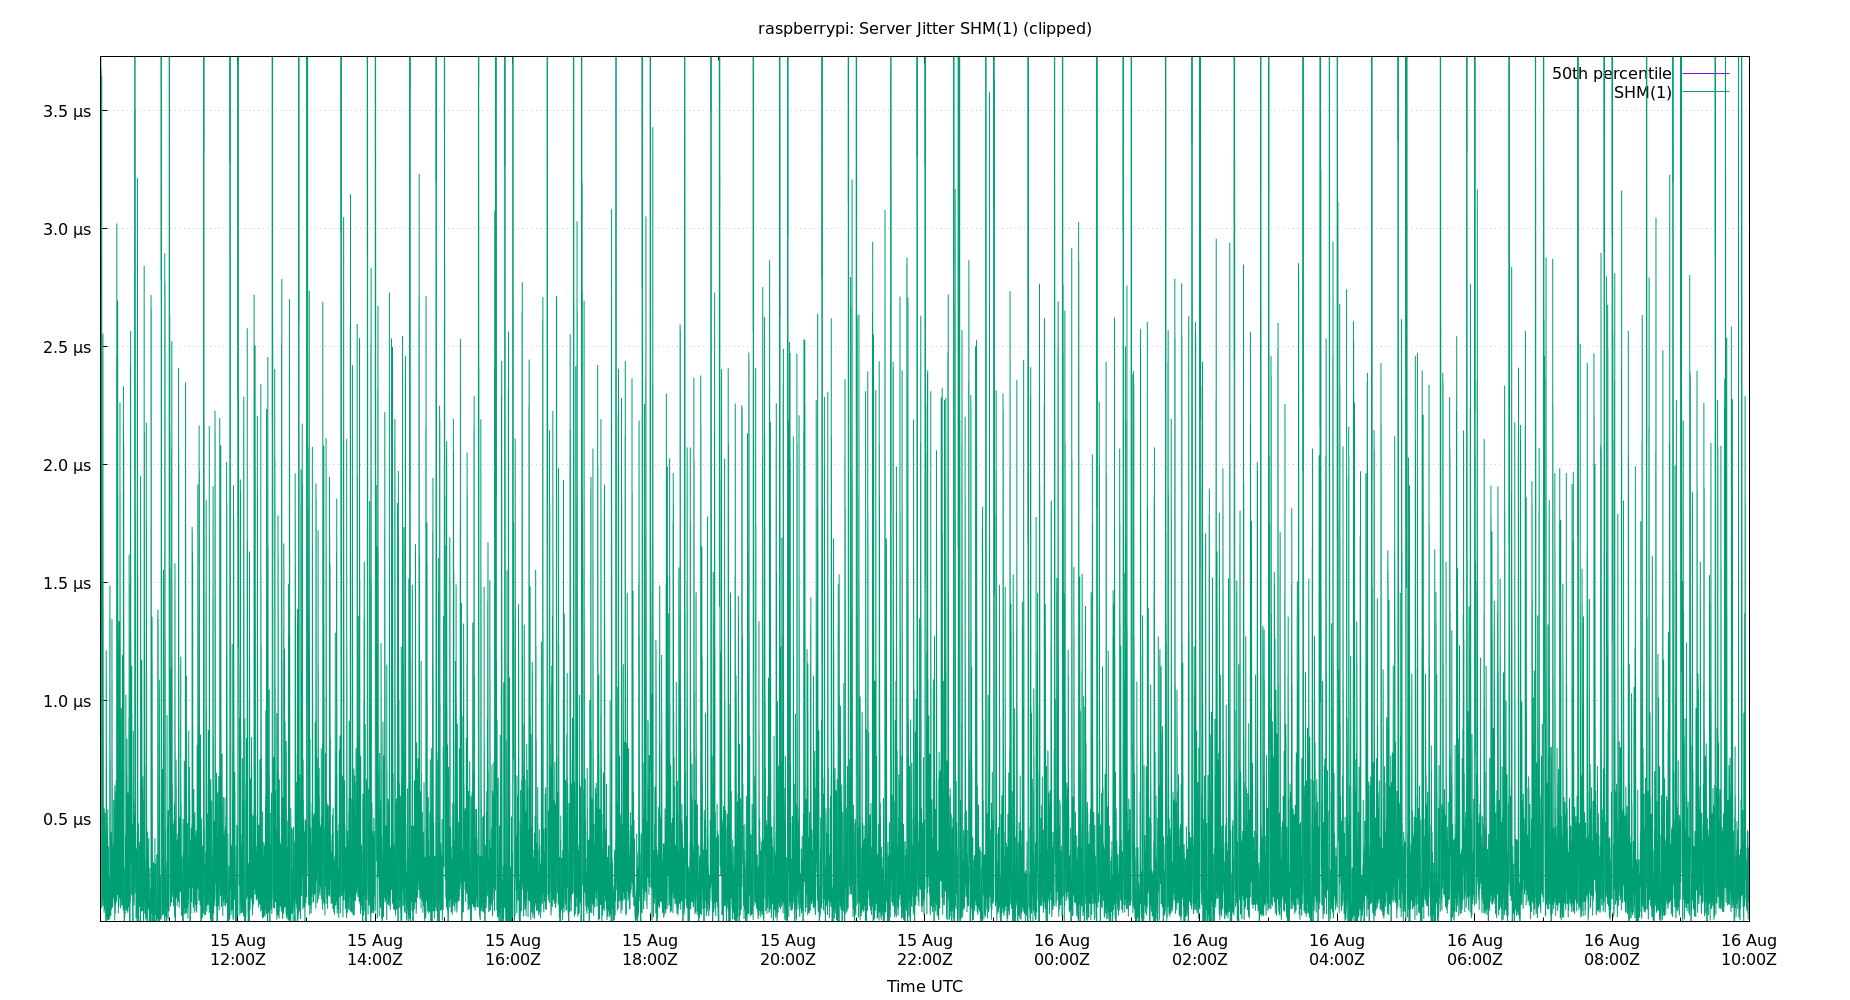 raspberrypi: Server Jitter SHM(1) (clipped)
50th percentile
SHM(1)
3.5 µs
3.0 µs
2.5 µs
2.0 µs
1.5 µs
1.0 µs
0.5 µs
15 Aug 15 Aug 15 Aug 15 Aug 15 Aug 15 Aug 16 Aug 16 Aug 16 Aug 16 Aug 16 Aug 16 Aug
12:00Z 14:00Z 16:00Z 18:00Z 20:00Z 22:00Z 00:00Z 02:00Z 04:00Z 06:00Z 08:00Z 10:00Z
Time UTC